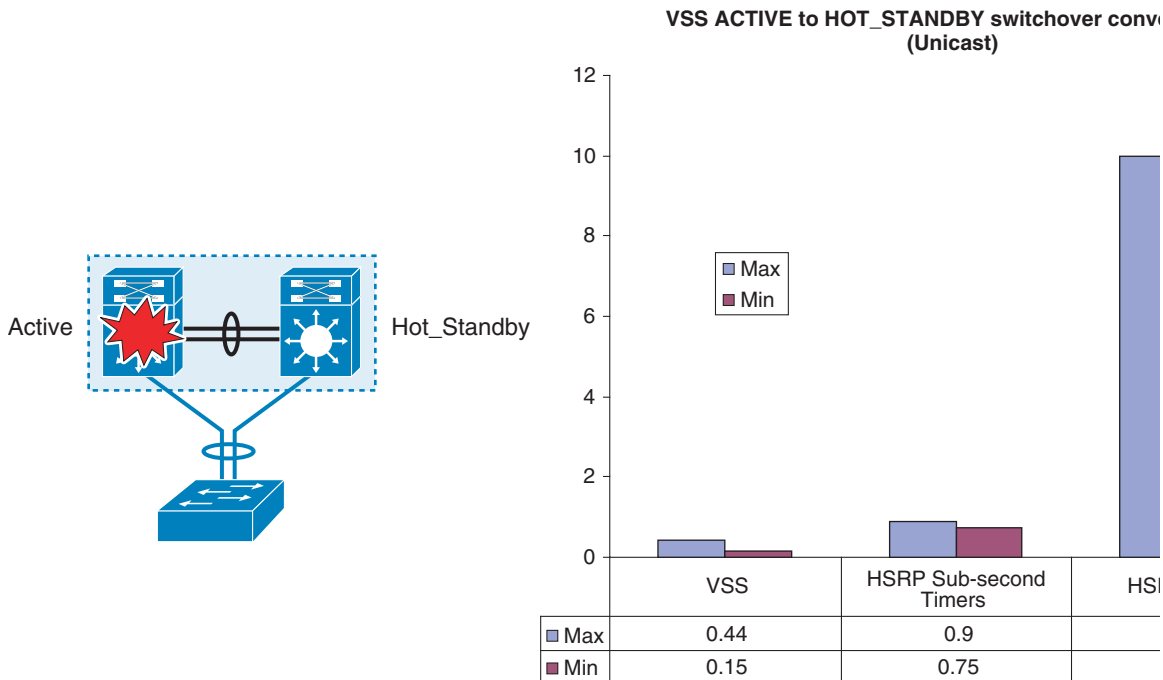 VSS ACTIVE to HOT_STANDBY switchover
(Unicast)
12
10
8
6
4
2
0
Max
Min
Active
Hot_Standby
VSS
HSRP Sub-second
Timers
Max
0.44
0.9
Min
0.15
0.75